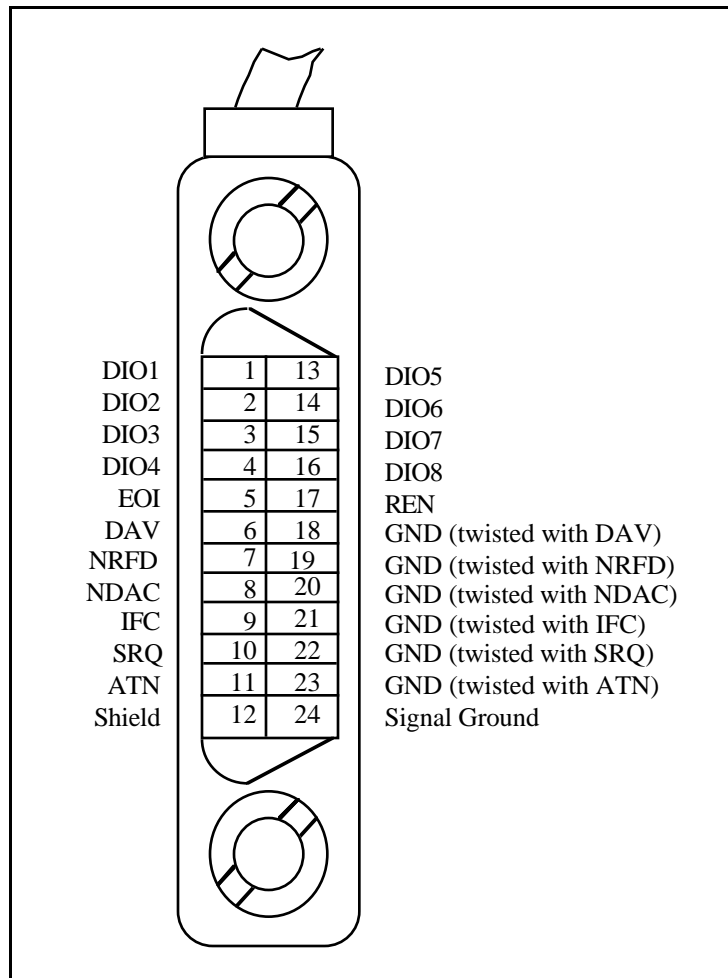 DIO1 1 13 DIO5
DIO2 2 14 DIO6
DIO3 3 15 DIO7
DIO4 4 16 DIO8
EOI 5 17 REN
DAV 6 18 GND (twisted with DAV)
NRFD 7 19 GND (twisted with NRFD)
NDAC 8 20 GND (twisted with NDAC)
IFC 9 21 GND (twisted with IFC)
SRQ 10 22 GND (twisted with SRQ)
ATN 11 23 GND (twisted with ATN)
Shield 12 24 Signal Ground